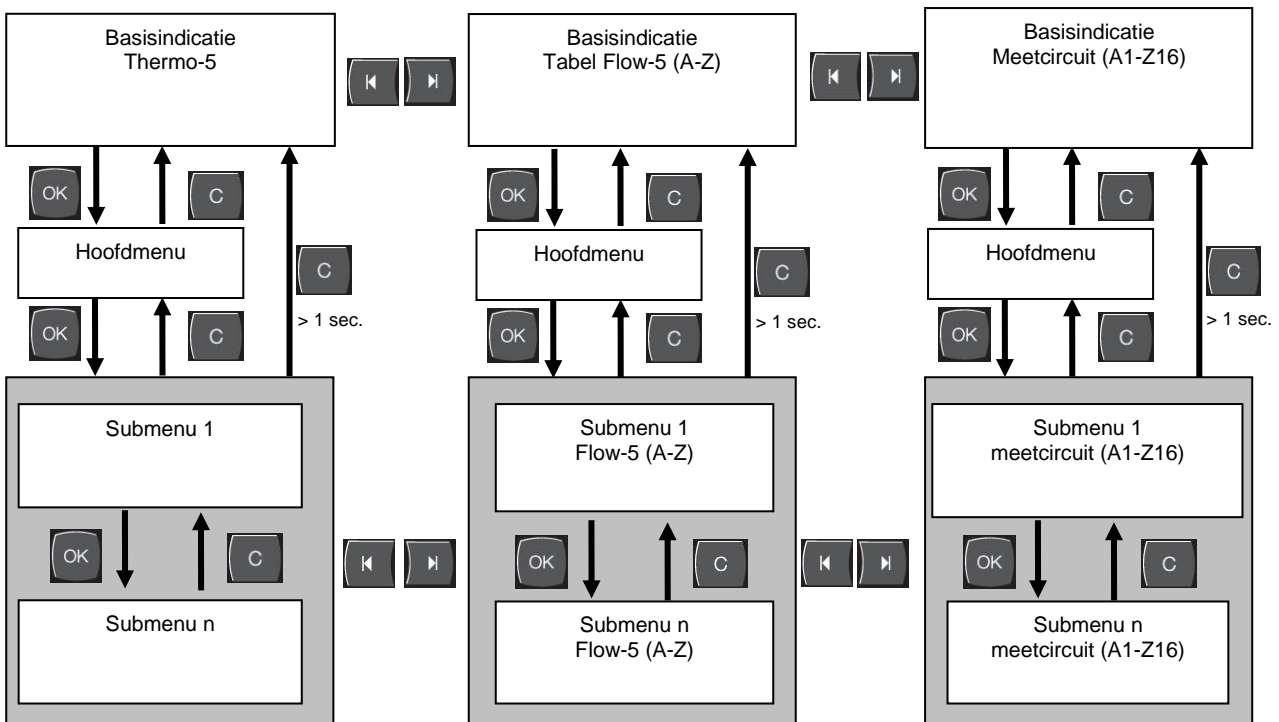 Basisindicatie
Thermo-5
Basisindicatie
Tabel Flow-5 (A-Z)
Basisindicatie
Meetcircuit (A1-Z16)
OK
C
OK
C
OK
C
Hoofdmenu
Hoofdmenu
Hoofdmenu
C
C
C
> 1 sec.
> 1 sec.
> 1 sec.
OK
C
OK
C
OK
C
Submenu 1
Submenu 1
Flow-5 (A-Z)
Submenu 1
meetcircuit (A1-Z16)
OK
C
OK
C
OK
C
Submenu n
Submenu n
Flow-5 (A-Z)
Submenu n
meetcircuit (A1-Z16)